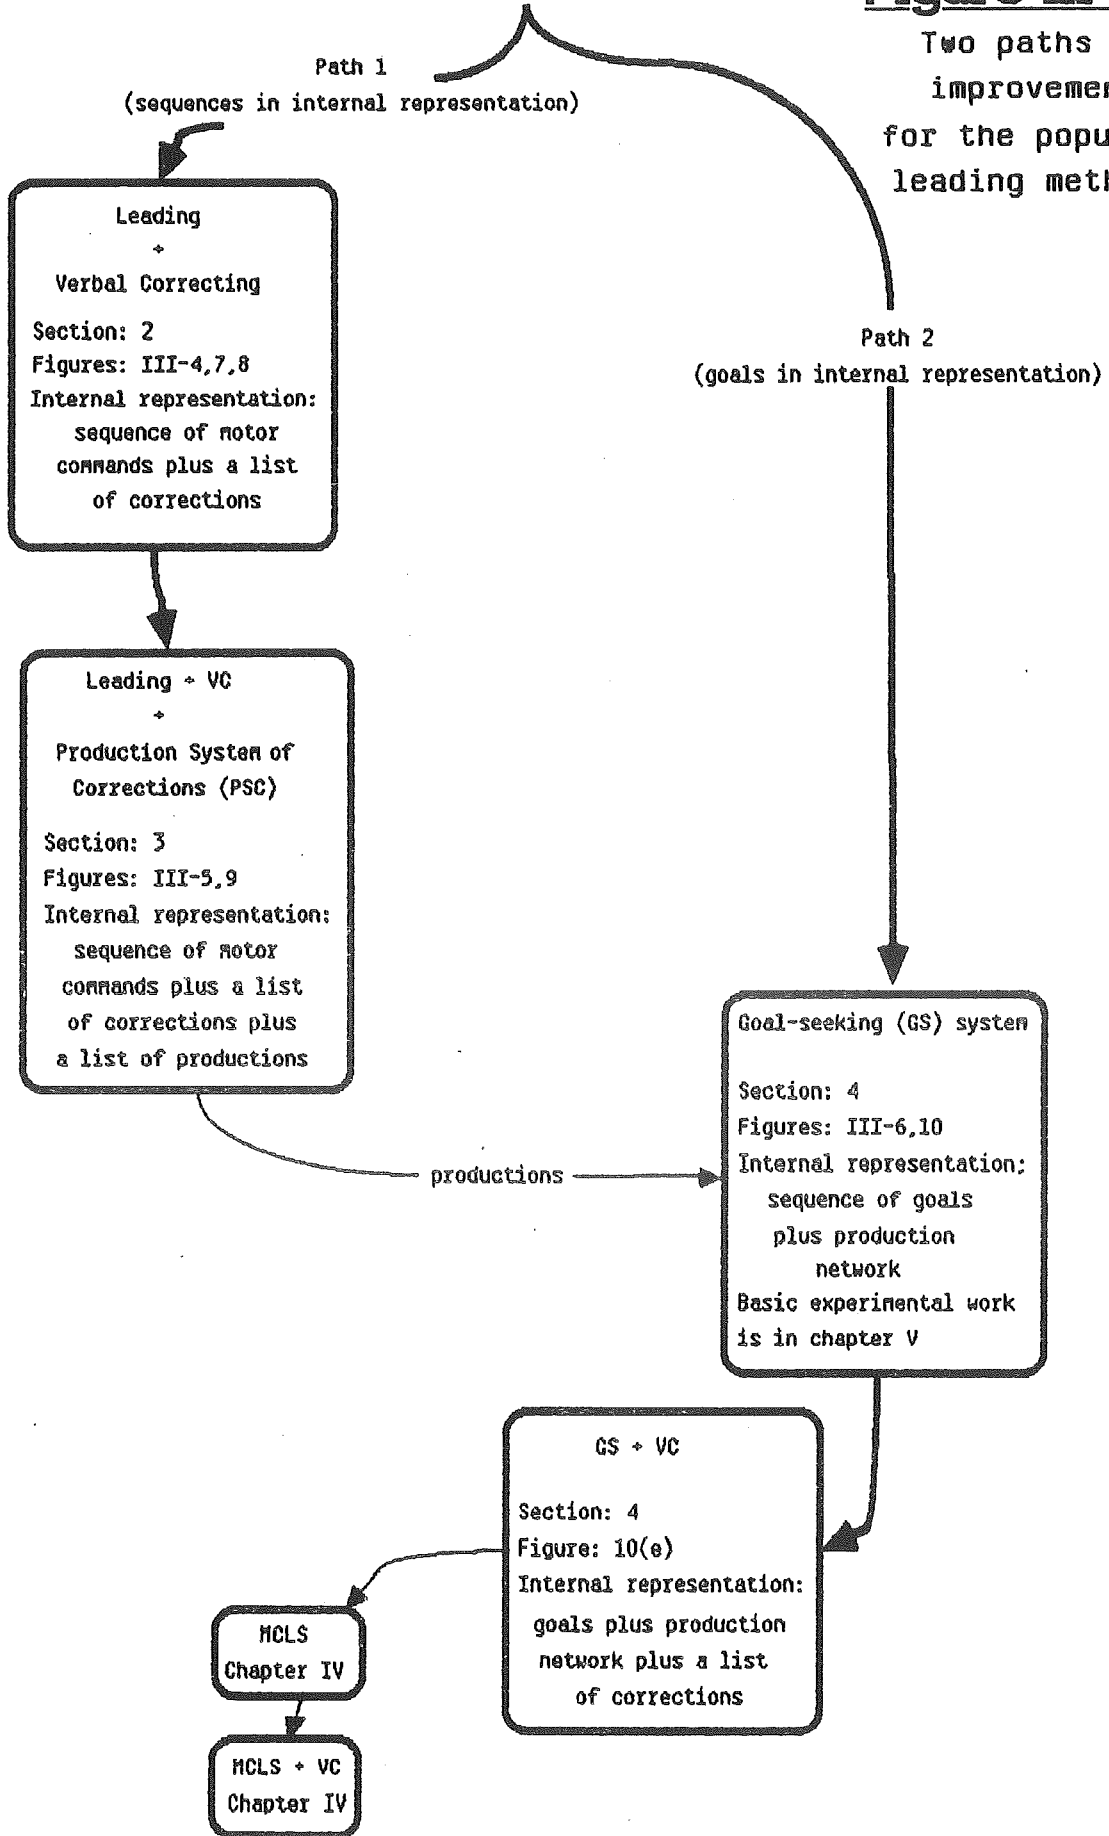 Figure III
Two paths
improvemen
for the popu
leading meth
Path 1
(sequences in internal representation)
Leading
+
Verbal Correcting
Section: 2
Figures: III-4,7,8
Internal representation:
sequence of motor
commands plus a list
of corrections
Path 2
(goals in internal representation)
Leading + VC
+
Production System of
Corrections (PSC)
Section: 3
Figures: III-5,9
Internal representation:
sequence of motor
commands plus a list
of corrections plus
a list of productions
productions
Goal-seeking (GS) system
Section: 4
Figures: III-6,10
Internal representation:
sequence of goals
plus production
network
Basic experimental work
is in chapter V
GS + VC
Section: 4
Figure: 10(e)
Internal representation:
goals plus production
network plus a list
of corrections
MCLS
Chapter IV
MCLS + VC
Chapter IV